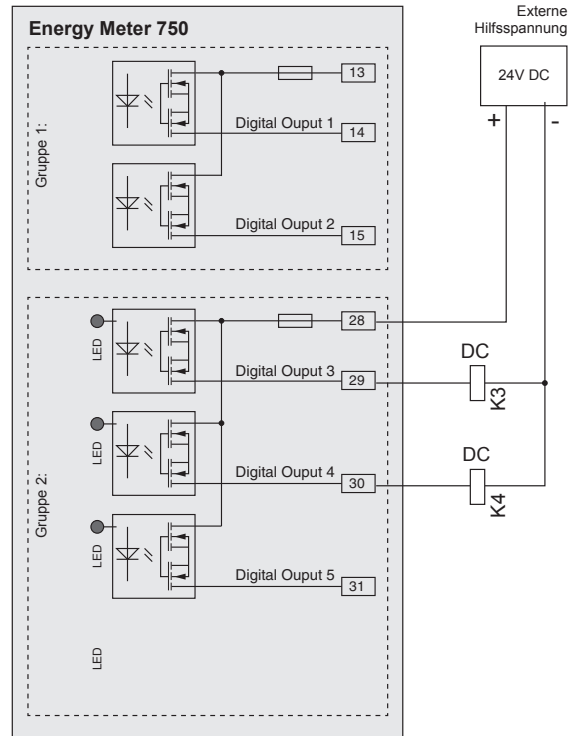 Energy Meter 750
Externe
Hilfsspannung
24V DC
+ -
Gruppe 1:
13
Digital Ouput 1
14
Digital Ouput 2
15
Gruppe 2:
LED
28
Digital Ouput 3
29
DC
K3
LED
Digital Ouput 4
30
DC
K4
LED
Digital Ouput 5
31
LED